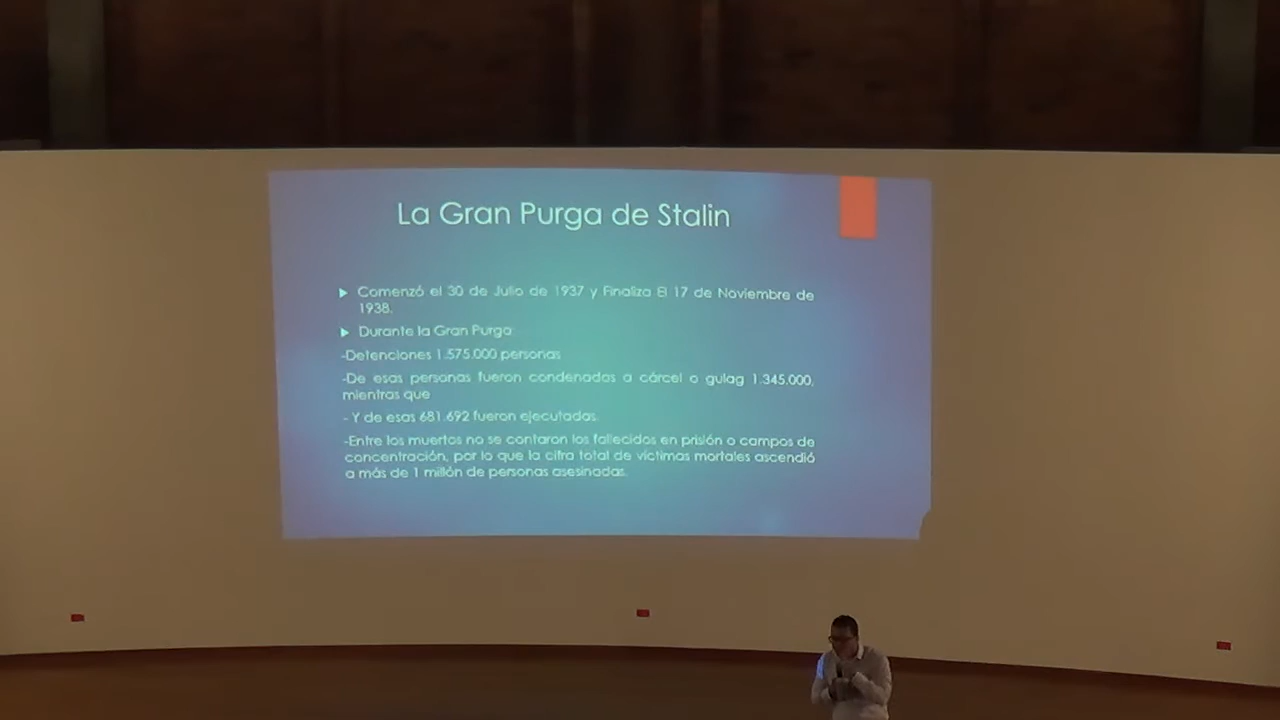 La Gran Purga de Stalin
Comenzó el 30 de Julio de 1937 y Finaliza El 17 de Noviembre de
1938.
Durante la Gran Purga:
-Detenciones 1.575.000 personas
-De esas personas fueron condenadas a cárcel o gulag 1.345.000,
mientras que
- Y de esas 681.692 fueron ejecutadas.
-Entre los muertos no se contaron los fallecidos en prisión o campos de
concentración, por lo que la cifra total de víctimas mortales ascendió
a más de 1 millón de personas asesinadas.